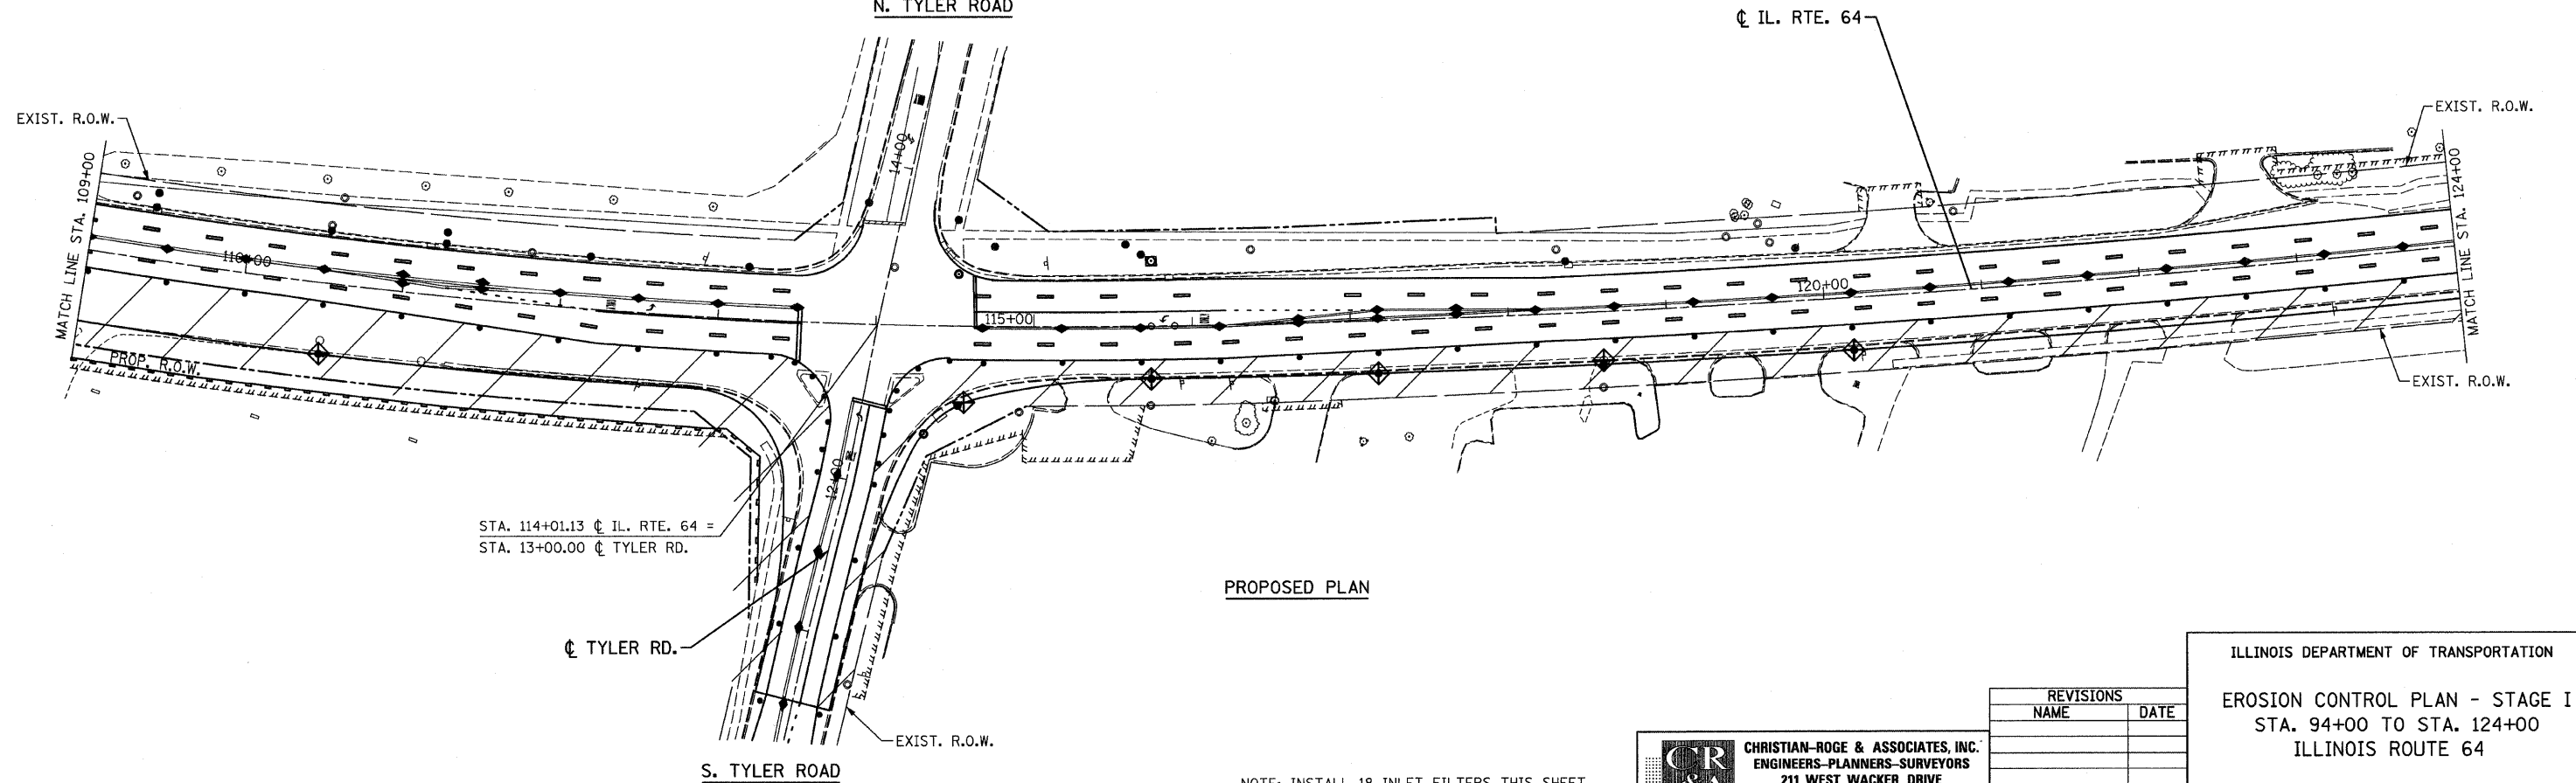 N. TYLER ROAD
℄ IL. RTE. 64
EXIST. R.O.W.
EXIST. R.O.W.
MATCH LINE STA. 109+00
14+00
MATCH LINE STA. 124+00
110+00
120+00
115+00
PROP. R.O.W.
EXIST. R.O.W.
12+00
STA. 114+01.13 ℄ IL. RTE. 64 =
STA. 13+00.00 ℄ TYLER RD.
PROPOSED PLAN
℄ TYLER RD.
EXIST. R.O.W.
S. TYLER ROAD
NOTE: INSTALL 18 INLET FILTERS THIS SHEET
CR
&A
CHRISTIAN-ROGE & ASSOCIATES, INC.
ENGINEERS-PLANNERS-SURVEYORS
211 WEST WACKER DRIVE
REVISIONS
NAME DATE
ILLINOIS DEPARTMENT OF TRANSPORTATION
EROSION CONTROL PLAN - STAGE I
STA. 94+00 TO STA. 124+00
ILLINOIS ROUTE 64